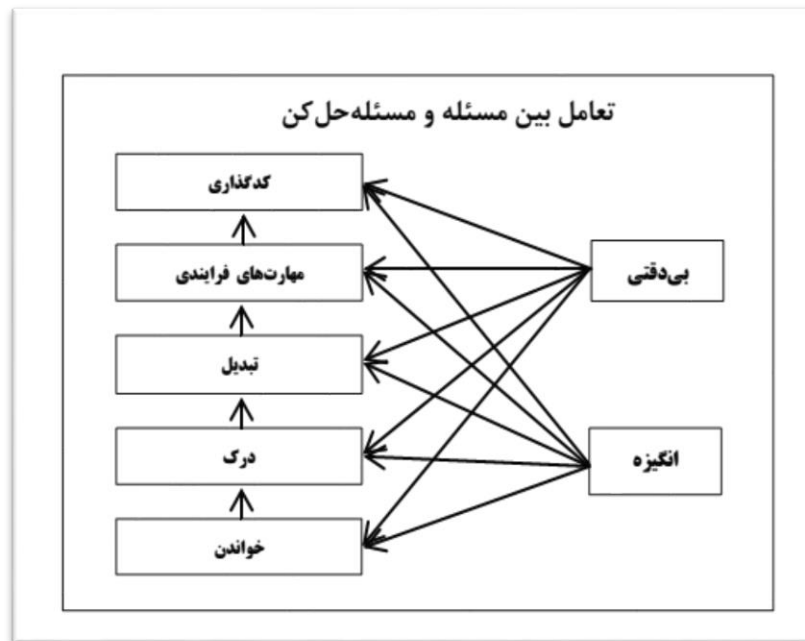 تعامل بین مسئله و مسئله‌حل‌کن
کدگذاری
مهارت‌های فرایندی
تبدیل
درک
خواندن
بی‌دقتی
انگیزه